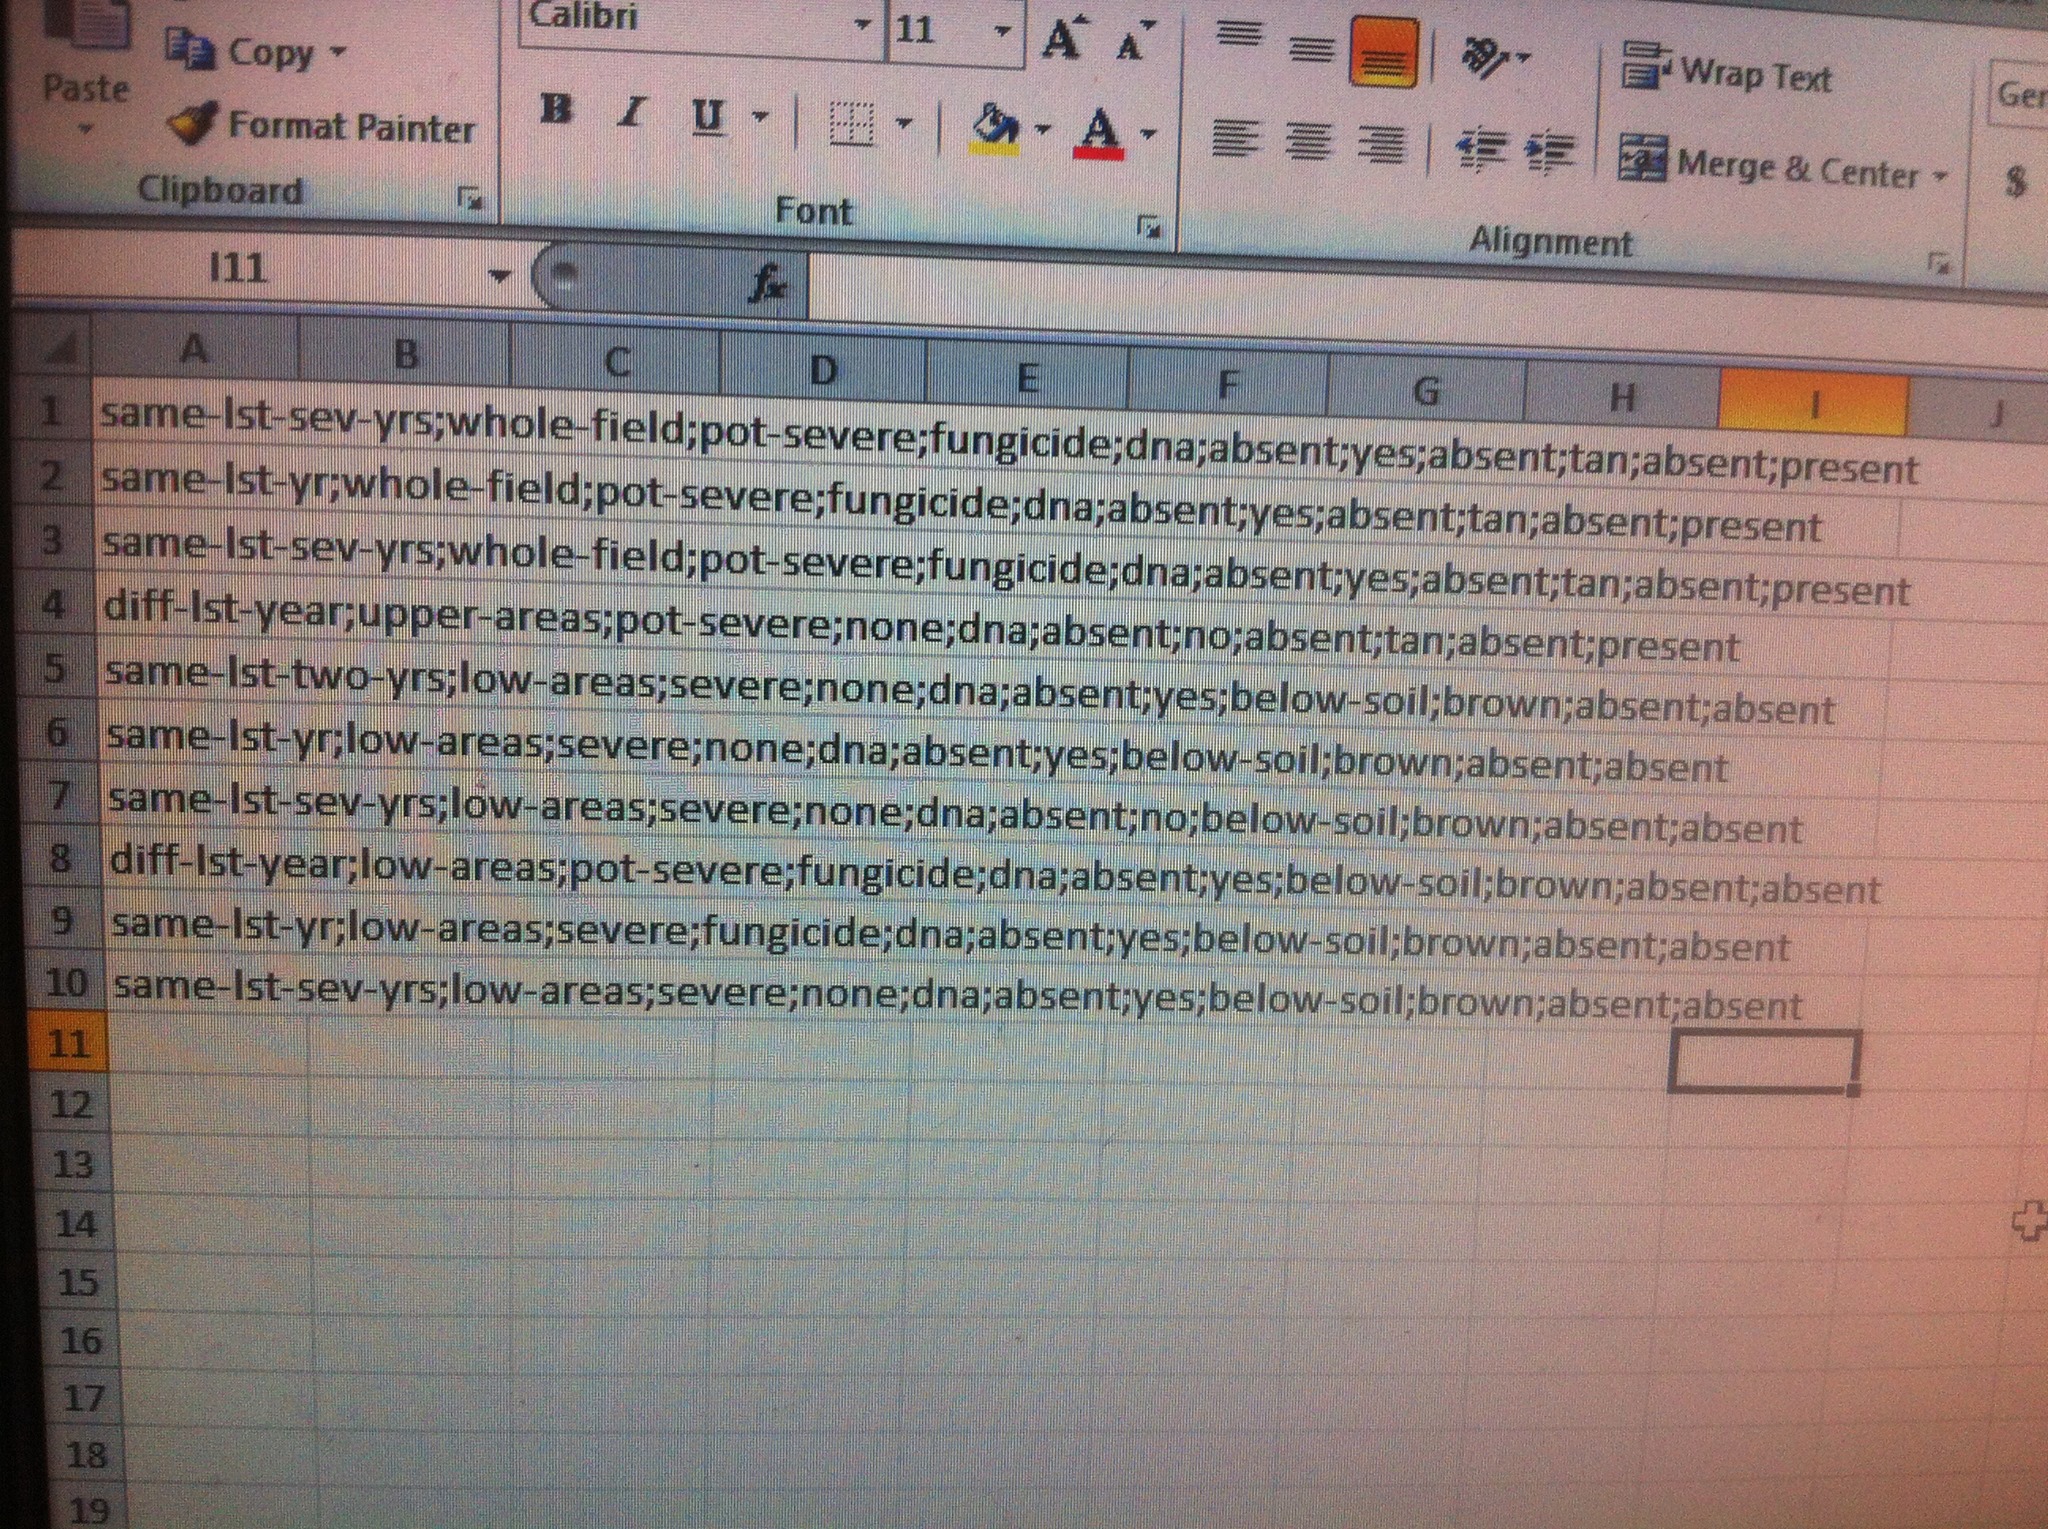 Calibri 11
Copy
Wrap Text
Paste
Format Painter
B I U A
Merge & Center
$
Clipboard
Font
Alignment
I11 fx
A B C D E F G H I J
1 same-lst-sev-yrs;whole-field;pot-severe;fungicide;dna;absent;yes;absent;tan;absent;present
2 same-lst-yr;whole-field;pot-severe;fungicide;dna;absent;yes;absent;tan;absent;present
3 same-lst-sev-yrs;whole-field;pot-severe;fungicide;dna;absent;yes;absent;tan;absent;present
4 diff-lst-year;upper-areas;pot-severe;none;dna;absent;no;absent;tan;absent;present
5 same-lst-two-yrs;low-areas;severe;none;dna;absent;yes;below-soil;brown;absent;absent
6 same-lst-yr;low-areas;severe;none;dna;absent;yes;below-soil;brown;absent;absent
7 same-lst-sev-yrs;low-areas;severe;none;dna;absent;no;below-soil;brown;absent;absent
8 diff-lst-year;low-areas;pot-severe;fungicide;dna;absent;yes;below-soil;brown;absent;absent
9 same-lst-yr;low-areas;severe;fungicide;dna;absent;yes;below-soil;brown;absent;absent
10 same-lst-sev-yrs;low-areas;severe;none;dna;absent;yes;below-soil;brown;absent;absent
11
12
13
14
15
16
17
18
19